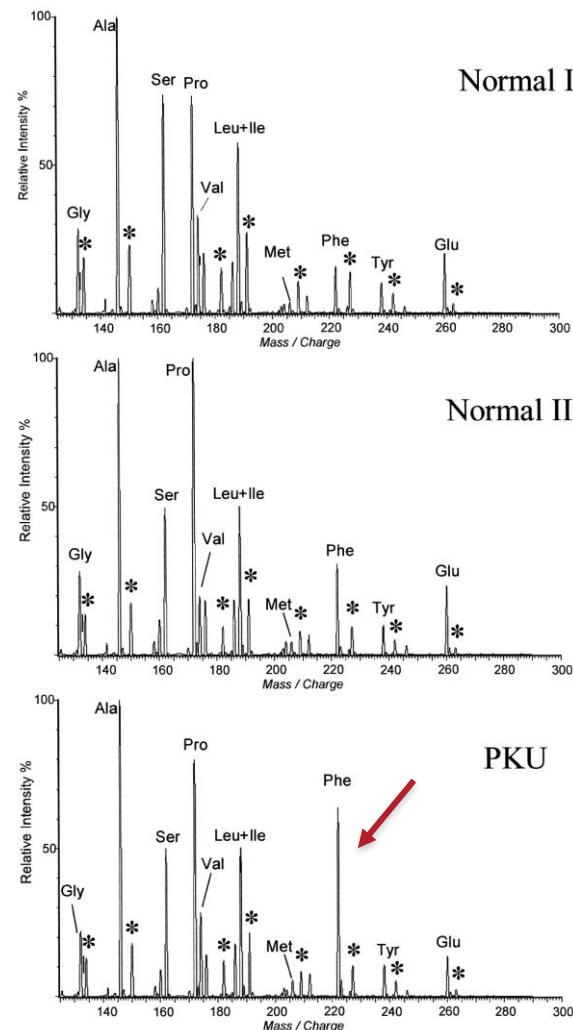 Normal I
Relative Intensity %
100
50
Ala
Ser
Pro
Leu+Ile
Val
Gly
*
*
*
*
Met
*
Phe
*
Tyr
*
Glu
*
140 160 180 200 220 240 260 280 300
Mass / Charge
Normal II
Relative Intensity %
100
50
Ala
Pro
Ser
Leu+Ile
Val
Gly
*
*
*
*
Met
*
Phe
*
Tyr
*
Glu
*
140 160 180 200 220 240 260 280 300
Mass / Charge
PKU
Relative Intensity %
100
50
Ala
Pro
Phe
Ser
Leu+Ile
Val
Gly
*
*
*
*
Met
*
*
Tyr
*
Glu
*
140 160 180 200 220 240 260 280 300
Mass / Charge